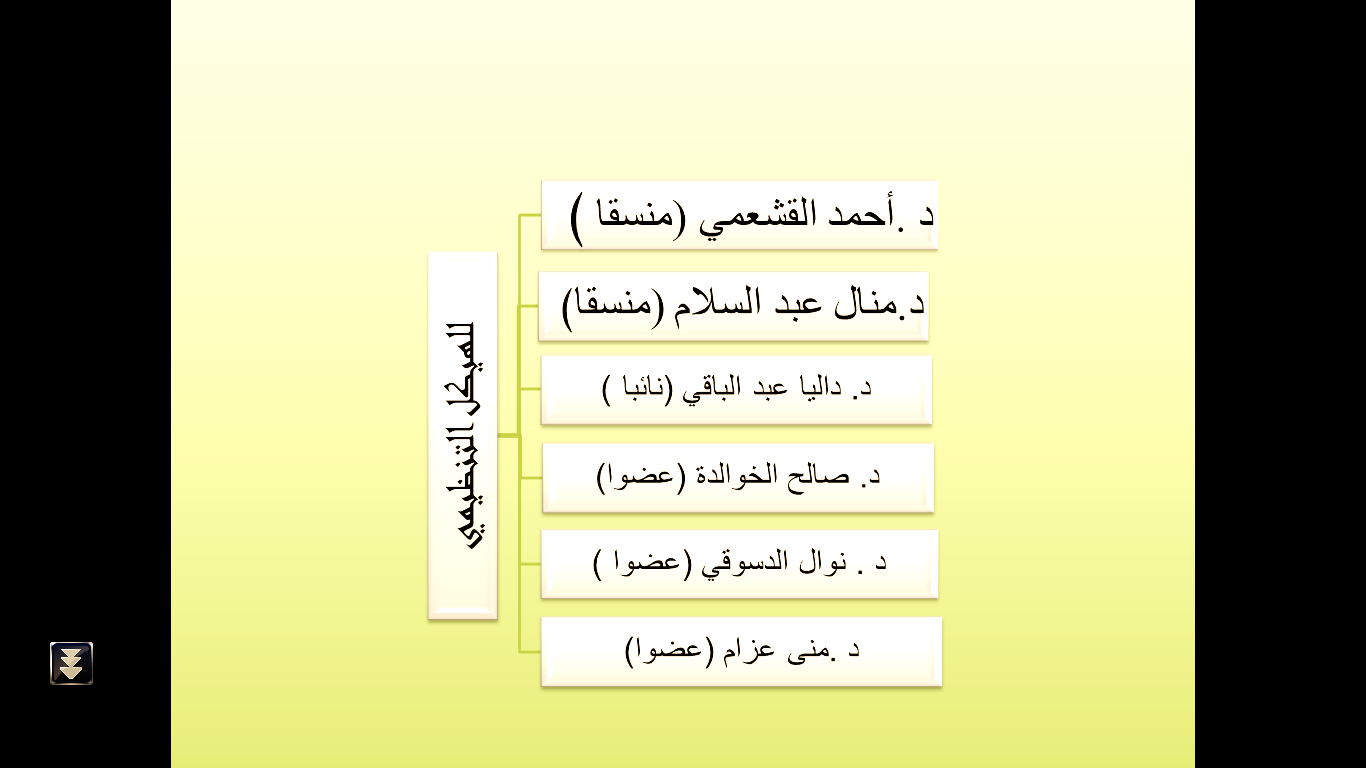 الهيكل التنظيمي
د .أحمد القشعمي (منسقا )
د.منال عبد السلام (منسقا)
د. داليا عبد الباقي (نائبا )
د. صالح الخوالدة (عضوا)
د . نوال الدسوقي (عضوا )
د .منى عزام (عضوا)